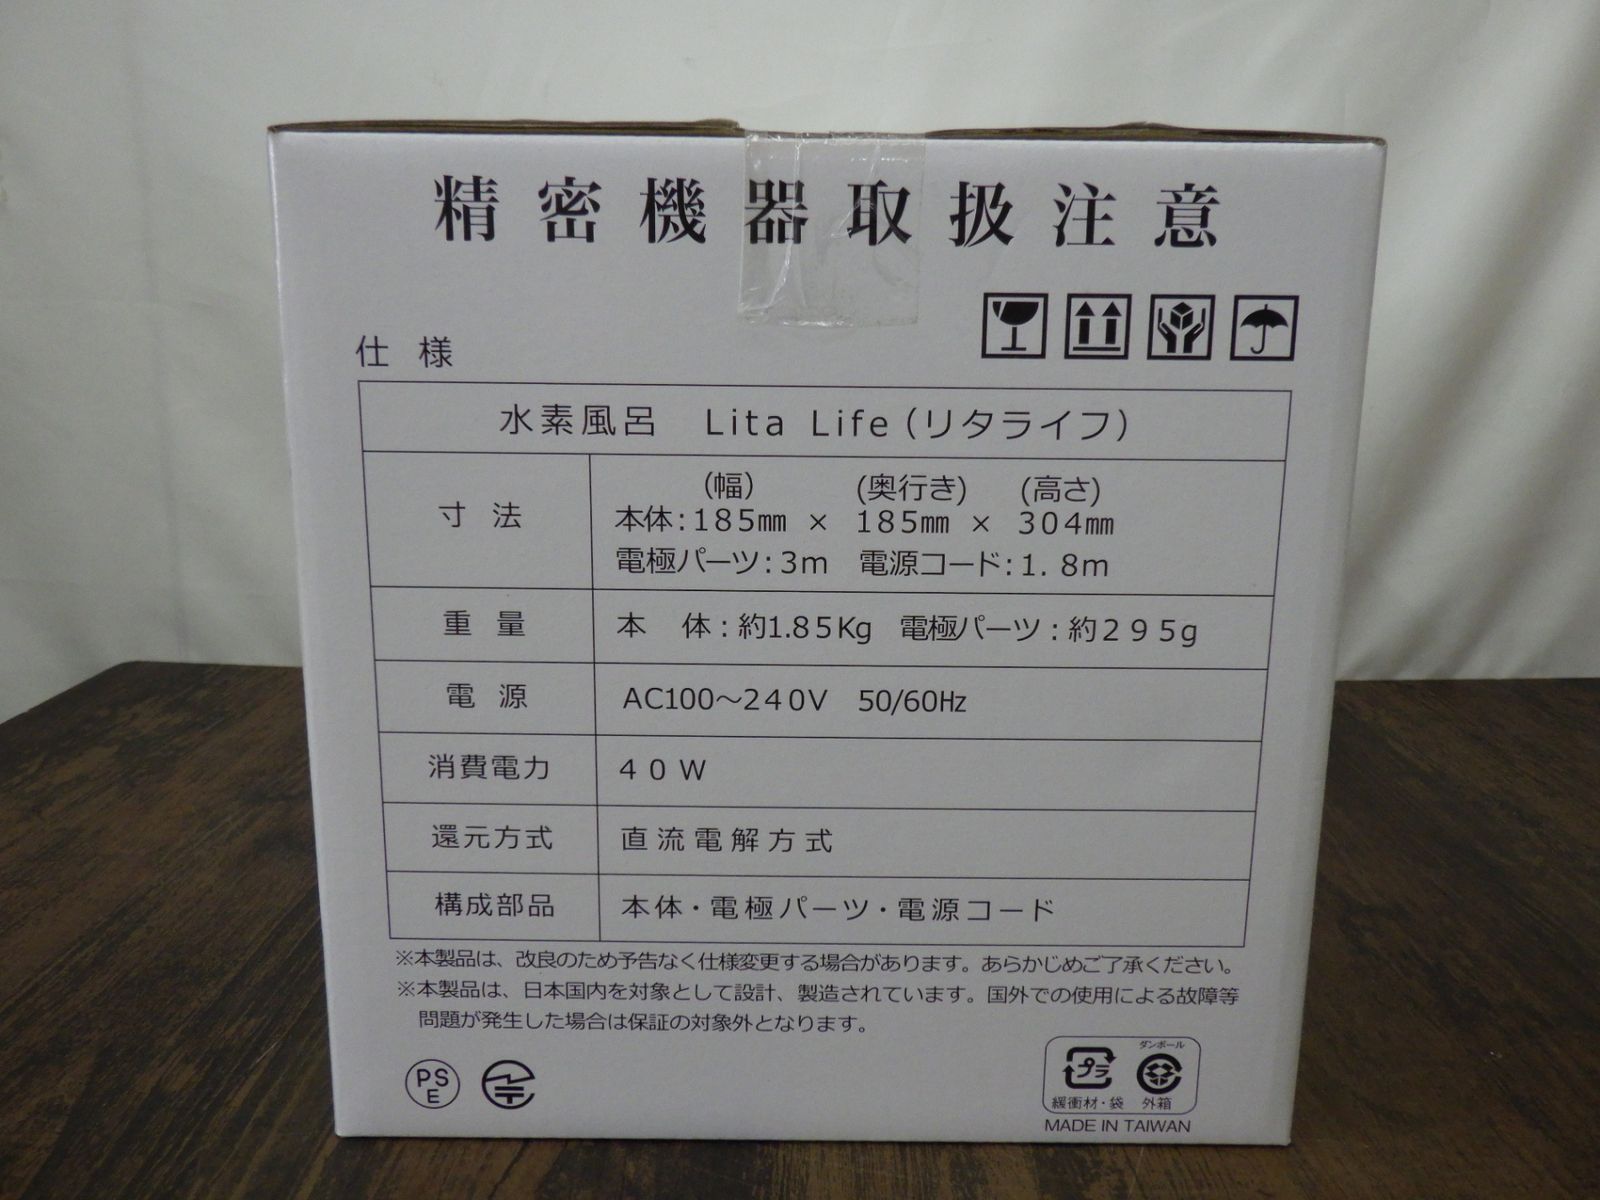 精密機器取扱注意
仕 様
水素風呂 Lita Life(リタライフ)
寸 法
(幅) (奥行き) (高さ)
本体:185㎜ × 185㎜ × 304㎜
電極パーツ:3m 電源コード:1.8m
重 量
本 体:約1.85Kg 電極パーツ:約295g
電 源
AC100～240V 50/60Hz
消費電力
40W
還元方式
直流電解方式
構成部品
本体・電極パーツ・電源コード
※本製品は、改良のため予告なく仕様変更する場合があります。あらかじめご了承ください。
※本製品は、日本国内を対象として設計、製造されています。国外での使用による故障等
問題が発生した場合は保証の対象外となります。
PS
E
ダンボール
プラ
緩衝材・袋 外箱
MADE IN TAIWAN